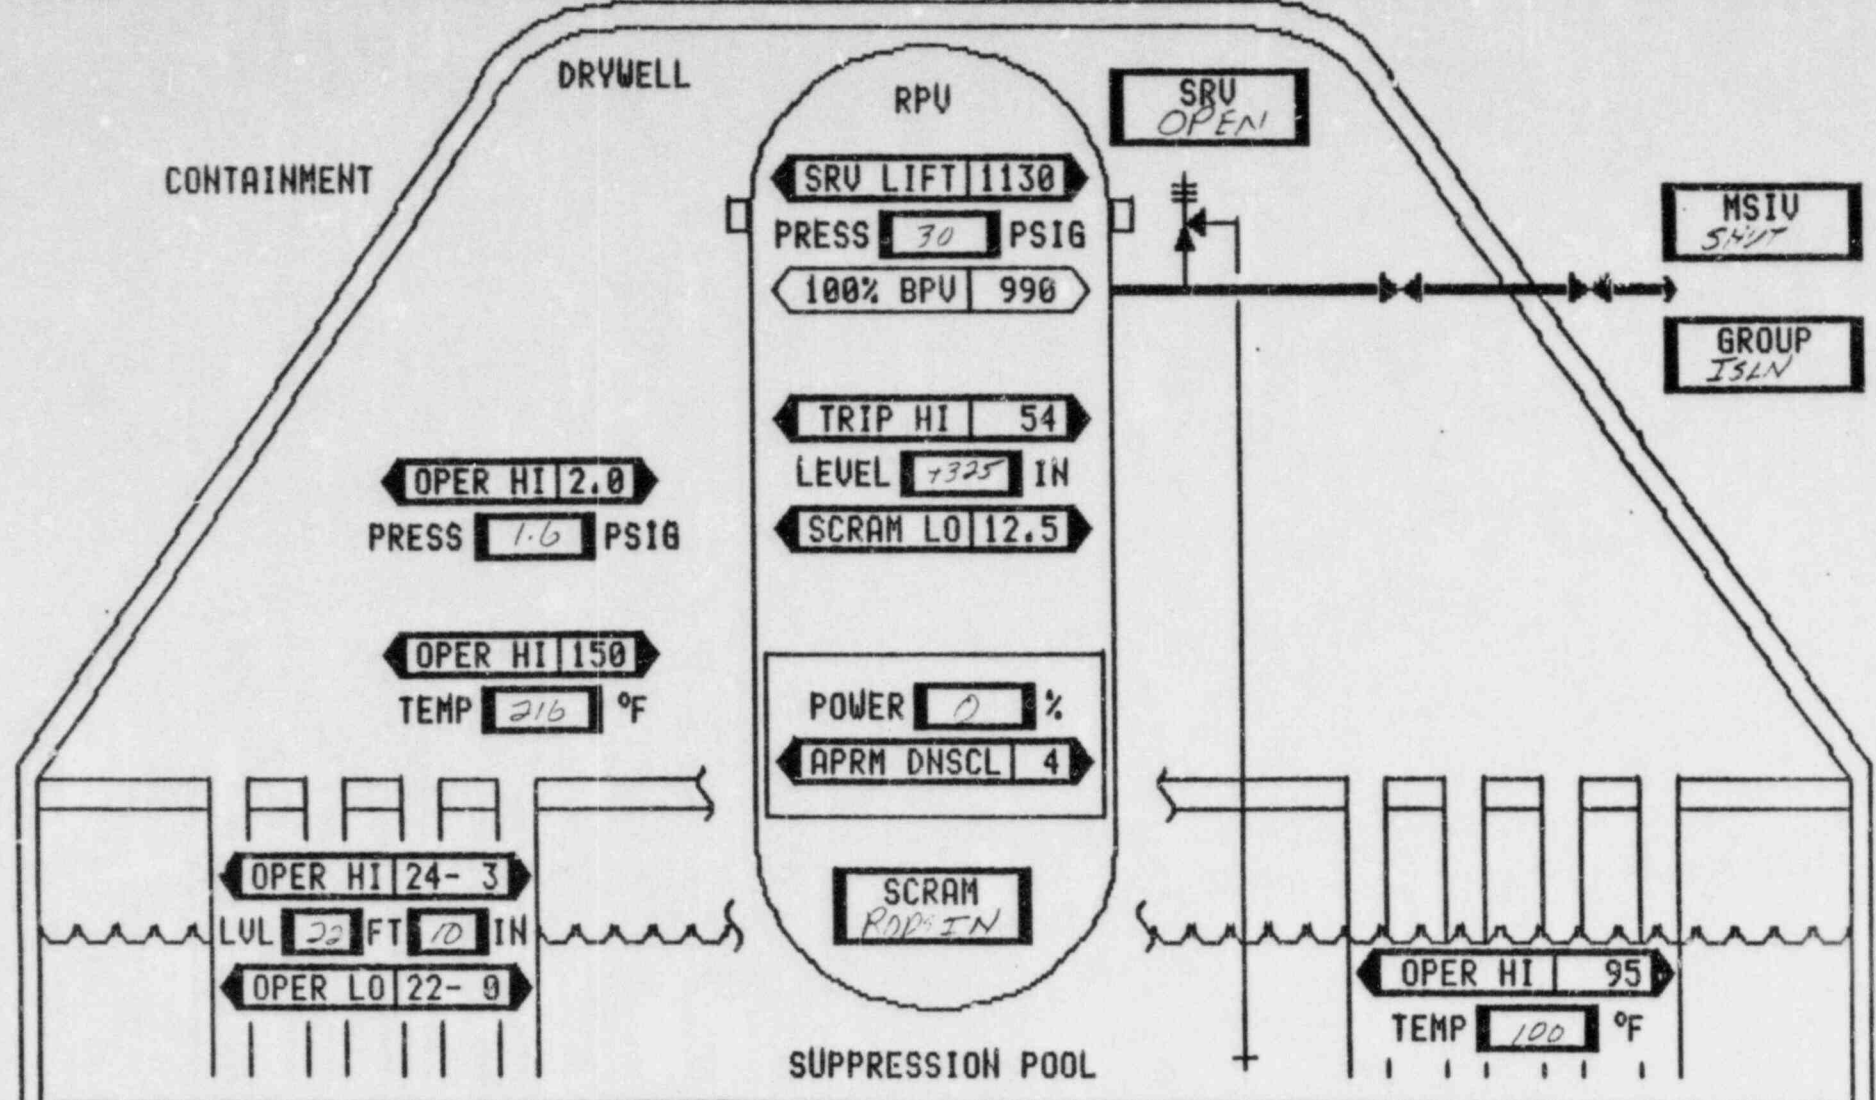 DRYWELL
CONTAINMENT
RPV
SRV
OPEN
SRV LIFT 1130
PRESS 30 PSIG
100% BPV 990
MSIV
SHUT
GROUP
ISLN
TRIP HI 54
LEVEL +325 IN
SCRAM LO 12.5
OPER HI 2.0
PRESS 1.6 PSIG
OPER HI 150
TEMP 216 °F
POWER 0 %
APRM DNSCL 4
SCRAM
RODS IN
OPER HI 24- 3
LVL 22 FT 10 IN
OPER LO 22- 0
OPER HI 95
TEMP 100 °F
SUPPRESSION POOL